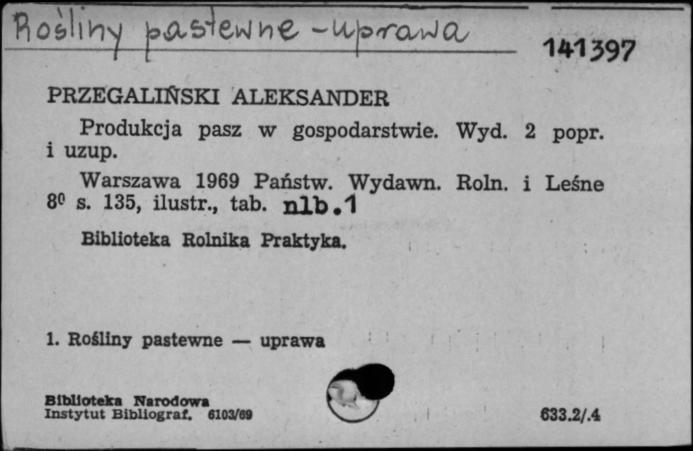 Rośliny pastewne - uprawa
141397
PRZEGALIŃSKI ALEKSANDER
Produkcja pasz w gospodarstwie. Wyd. 2 popr.
i uzup.
Warszawa 1969 Państw. Wydawn. Roln. i Leśne
8⁰ s. 135, ilustr., tab. nlb.1
Biblioteka Rolnika Praktyka.
1. Rośliny pastewne — uprawa
Biblioteka Narodowa
Instytut Bibliograf. 6103/69
633.2/.4